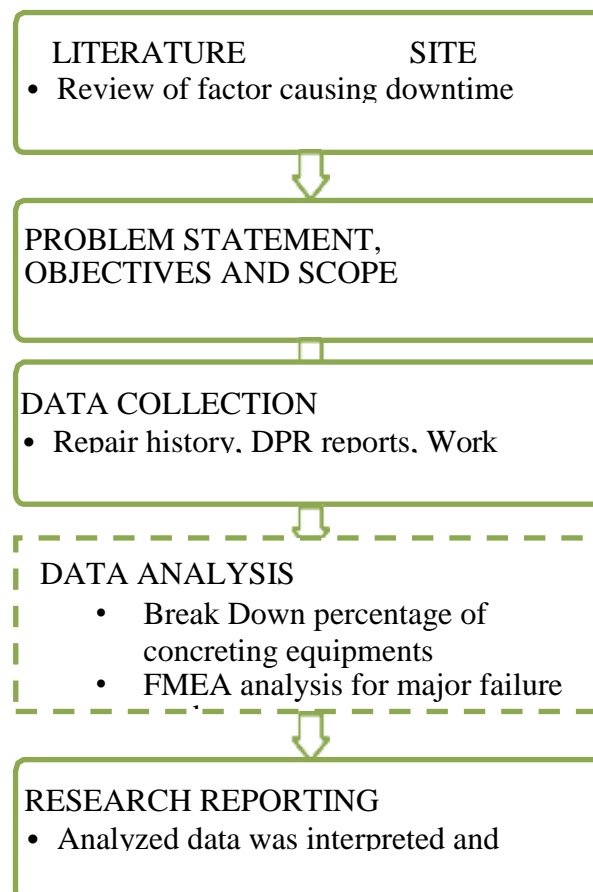 LITERATURE SITE
• Review of factor causing downtime
PROBLEM STATEMENT,
OBJECTIVES AND SCOPE
DATA COLLECTION
• Repair history, DPR reports, Work
DATA ANALYSIS
• Break Down percentage of
concreting equipments
• FMEA analysis for major failure
RESEARCH REPORTING
• Analyzed data was interpreted and